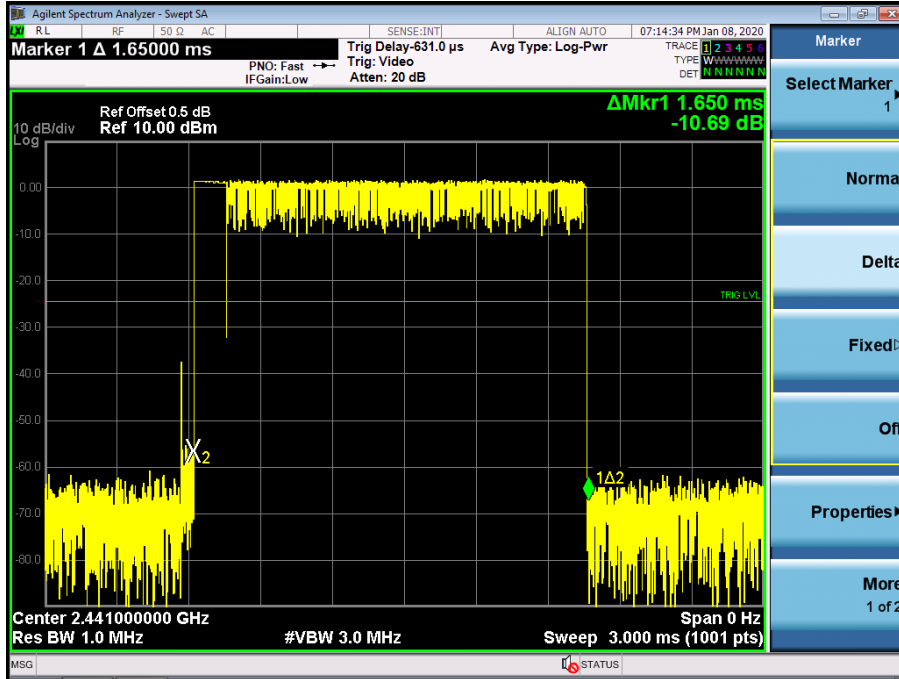 Agilent Spectrum Analyzer - Swept SA
LXI RL RF 50 Ω AC SENSE:INT ALIGN AUTO 07:14:34 PM Jan 08, 2020
Marker 1 Δ 1.65000 ms
PNO: Fast
IFGain:Low
Trig Delay-631.0 µs
Trig: Video
Atten: 20 dB
Avg Type: Log-Pwr
TRACE 1 2 3 4 5 6
TYPE WWWWWW
DET N N N N N N
ΔMkr1 1.650 ms
-10.69 dB
Ref Offset 0.5 dB
10 dB/div Ref 10.00 dBm
Log
0.00
-10.0
-20.0
TRIG LVL
-30.0
-40.0
-50.0
X2
-60.0
1Δ2
-70.0
-80.0
Center 2.441000000 GHz Span 0 Hz
Res BW 1.0 MHz #VBW 3.0 MHz Sweep 3.000 ms (1001 pts)
MSG STATUS
Marker
Select Marker
1
Norma
Delta
Fixed
Off
Properties
More
1 of 2